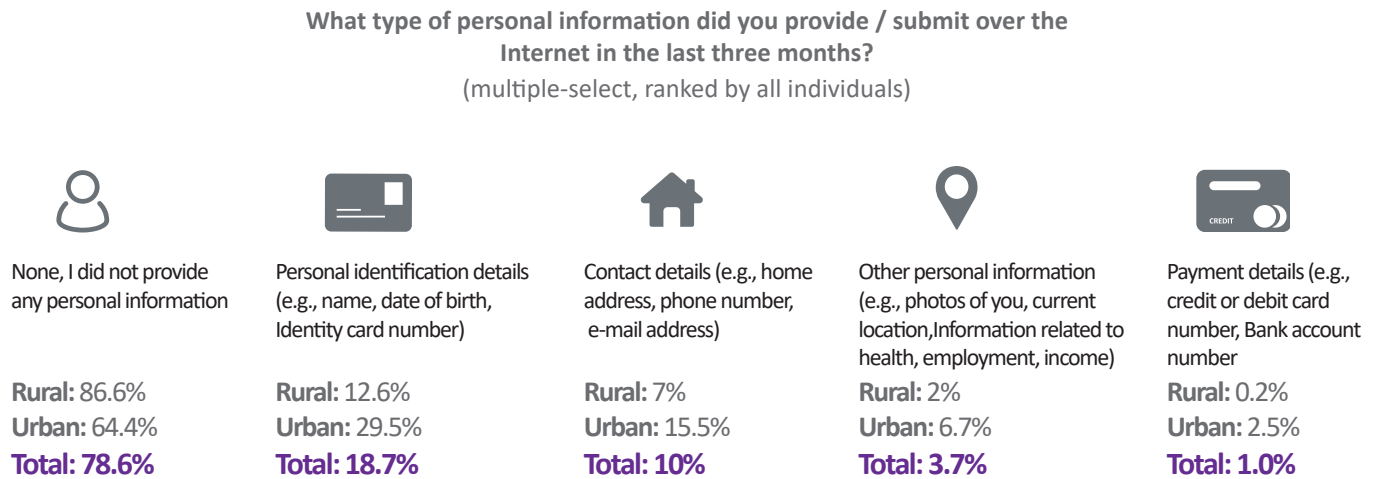 What type of personal information did you provide / submit over the
Internet in the last three months?
(multiple-select, ranked by all individuals)
None, I did not provide
any personal information
Rural: 86.6%
Urban: 64.4%
Total: 78.6%
Personal identification details
(e.g., name, date of birth,
Identity card number)
Rural: 12.6%
Urban: 29.5%
Total: 18.7%
Contact details (e.g., home
address, phone number,
e-mail address)
Rural: 7%
Urban: 15.5%
Total: 10%
Other personal information
(e.g., photos of you, current
location,Information related to
health, employment, income)
Rural: 2%
Urban: 6.7%
Total: 3.7%
CREDIT
Payment details (e.g.,
credit or debit card
number, Bank account
number
Rural: 0.2%
Urban: 2.5%
Total: 1.0%